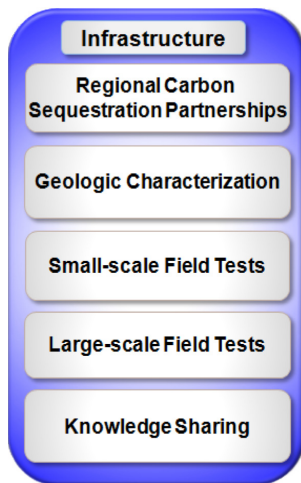 Infrastructure
Regional Carbon
Sequestration Partnerships
Geologic Characterization
Small-scale Field Tests
Large-scale Field Tests
Knowledge Sharing